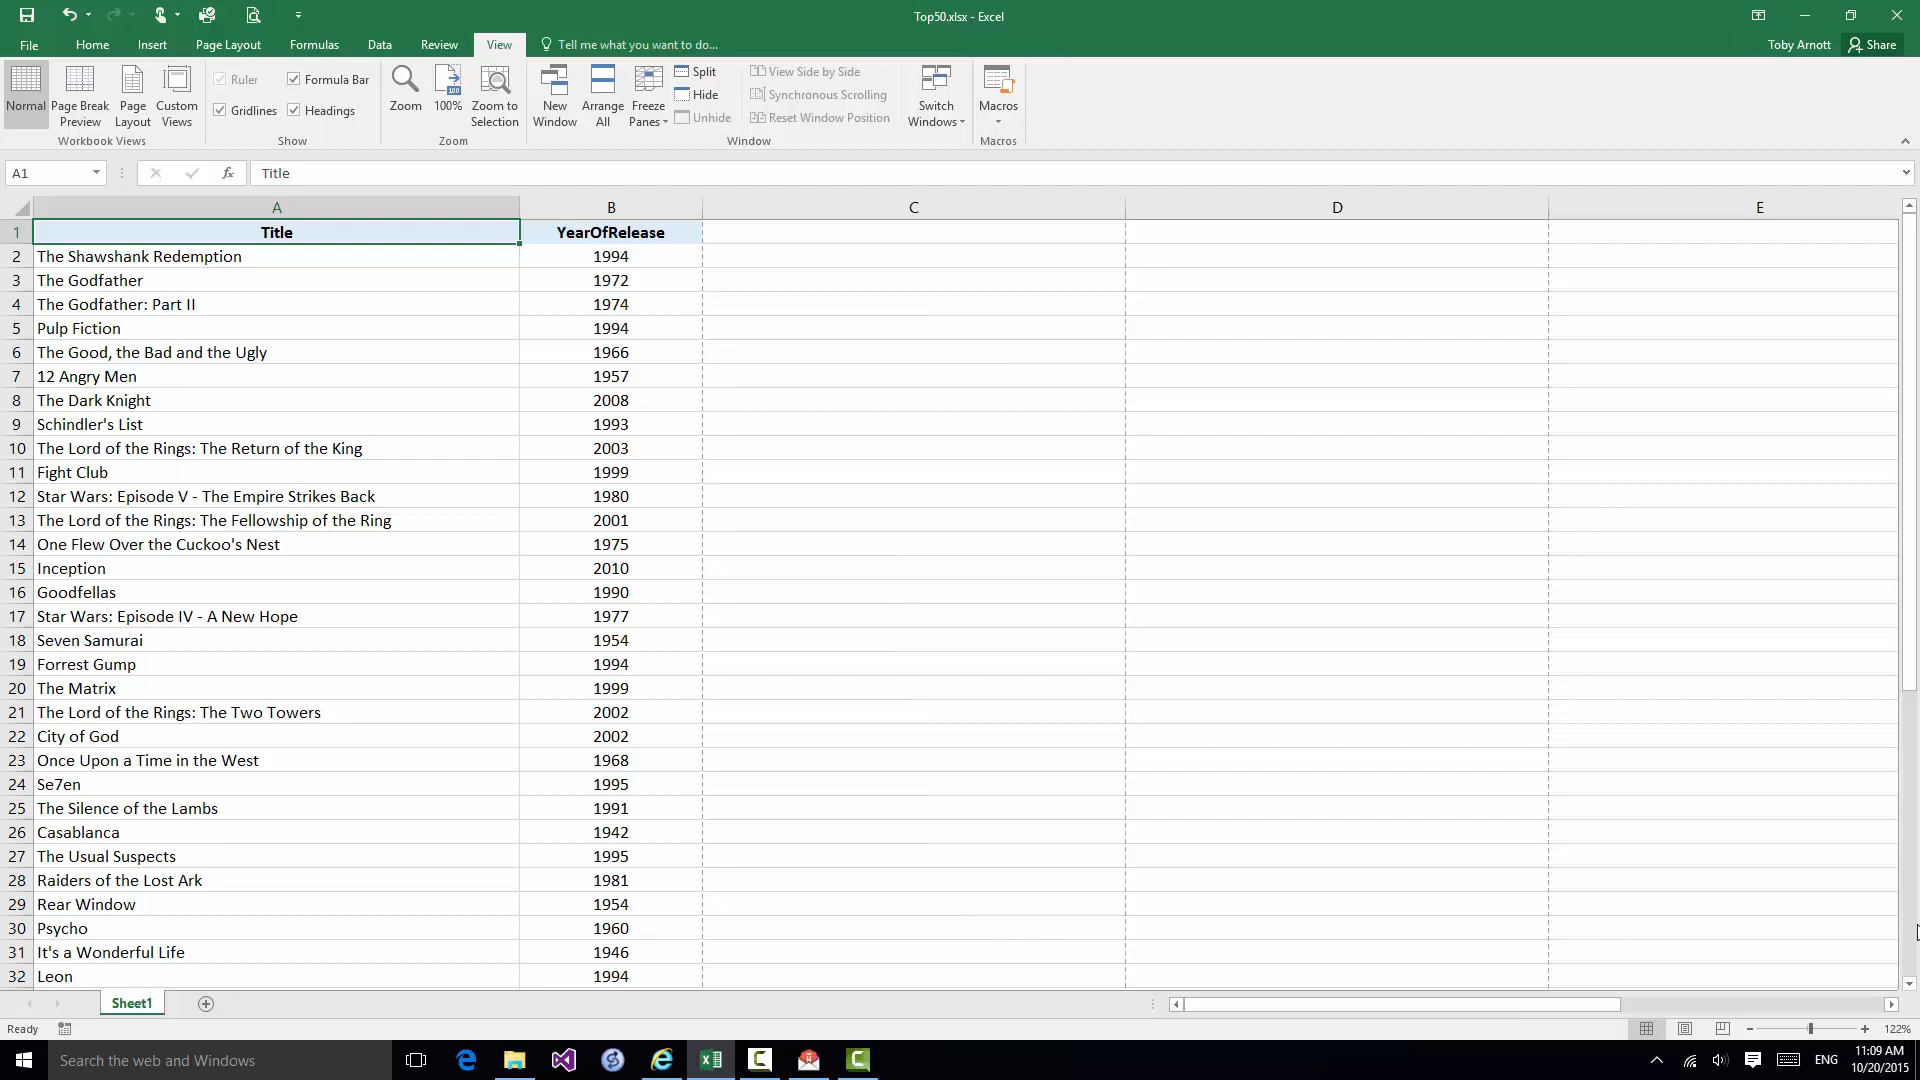 Top50.xlsx - Excel
File Home Insert Page Layout Formulas Data Review View Tell me what you want to do... Toby Arnott Share
Normal Page Break Preview Page Layout Custom Views
Workbook Views
Ruler Formula Bar
Gridlines Headings
Show
Zoom 100% Zoom to Selection
Zoom
New Window Arrange All Freeze Panes
Split
Hide
Unhide
View Side by Side
Synchronous Scrolling
Reset Window Position
Switch Windows
Window
Macros
Macros
A1 fx Title
A B C D E
1 Title YearOfRelease
2 The Shawshank Redemption 1994
3 The Godfather 1972
4 The Godfather: Part II 1974
5 Pulp Fiction 1994
6 The Good, the Bad and the Ugly 1966
7 12 Angry Men 1957
8 The Dark Knight 2008
9 Schindler's List 1993
10 The Lord of the Rings: The Return of the King 2003
11 Fight Club 1999
12 Star Wars: Episode V - The Empire Strikes Back 1980
13 The Lord of the Rings: The Fellowship of the Ring 2001
14 One Flew Over the Cuckoo's Nest 1975
15 Inception 2010
16 Goodfellas 1990
17 Star Wars: Episode IV - A New Hope 1977
18 Seven Samurai 1954
19 Forrest Gump 1994
20 The Matrix 1999
21 The Lord of the Rings: The Two Towers 2002
22 City of God 2002
23 Once Upon a Time in the West 1968
24 Se7en 1995
25 The Silence of the Lambs 1991
26 Casablanca 1942
27 The Usual Suspects 1995
28 Raiders of the Lost Ark 1981
29 Rear Window 1954
30 Psycho 1960
31 It's a Wonderful Life 1946
32 Leon 1994
Sheet1
Ready 122%
Search the web and Windows ENG 11:09 AM
10/20/2015